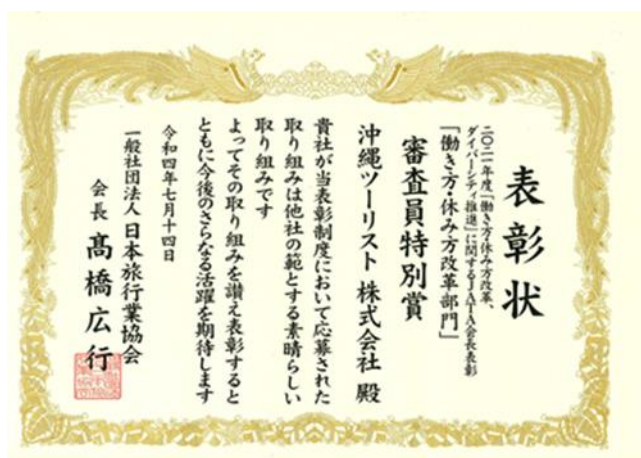 表彰状
二〇二一年度「働き方・休み方改革、
ダイバーシティ推進」に関するJATA会長表彰
「働き方・休み方改革部門」
審査員特別賞
沖縄ツーリスト 株式会社 殿
貴社が当表彰制度において応募された
取り組みは他社の範とする素晴らしい
取り組みです
よってその取り組みを讃え表彰すると
ともに今後のさらなる活躍を期待します
令和四年七月十四日
一般社団法人 日本旅行業協会
会長 髙橋広行